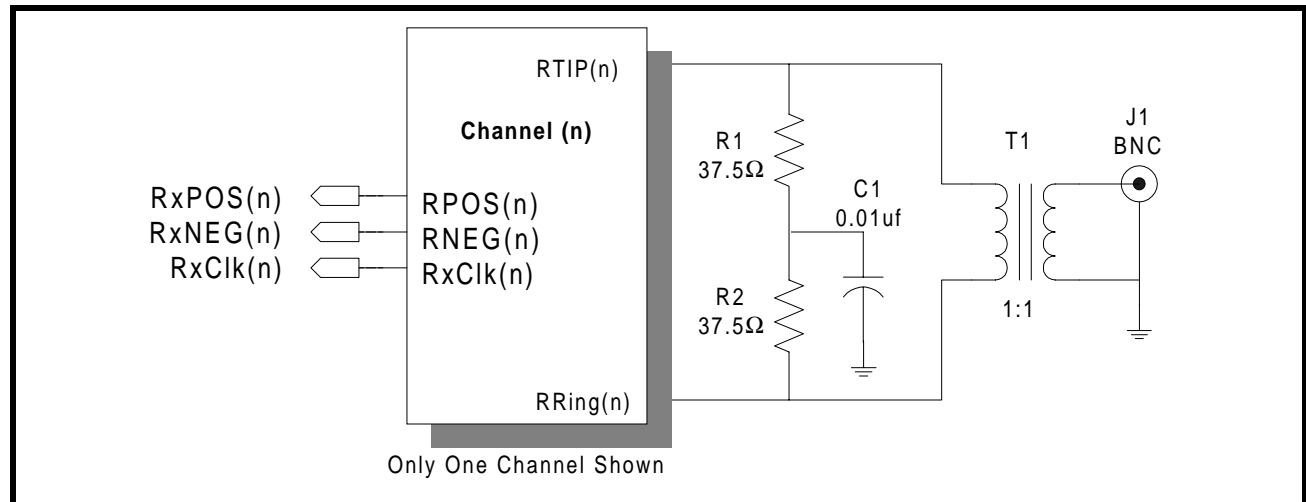 RTIP(n)
Channel (n)
RxPOS(n)
RxNEG(n)
RxClk(n)
RPOS(n)
RNEG(n)
RxClk(n)
RRing(n)
Only One Channel Shown
R1
37.5Ω
C1
0.01uf
R2
37.5Ω
T1
1:1
J1
BNC